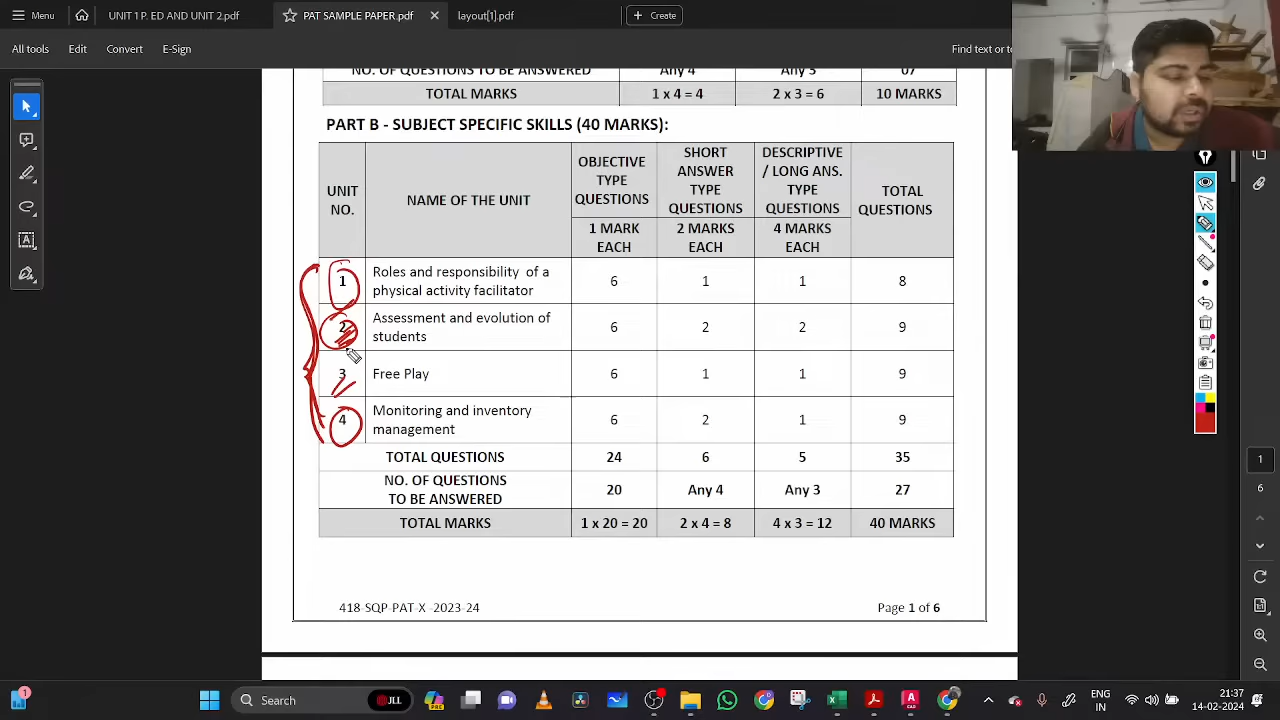 Menu
UNIT 1 P. ED AND UNIT 2.pdf
PAT SAMPLE PAPER.pdf
layout[1].pdf
Create
All tools Edit Convert E-Sign
Find text or to
NO. OF QUESTIONS TO BE ANSWERED Any 4 Any 3 07
TOTAL MARKS 1 x 4 = 4 2 x 3 = 6 10 MARKS
PART B - SUBJECT SPECIFIC SKILLS (40 MARKS):
UNIT NO.
NAME OF THE UNIT
OBJECTIVE TYPE QUESTIONS
SHORT ANSWER TYPE QUESTIONS
DESCRIPTIVE / LONG ANS. TYPE QUESTIONS
TOTAL QUESTIONS
1 MARK EACH
2 MARKS EACH
4 MARKS EACH
1 Roles and responsibility of a physical activity facilitator 6 1 1 8
2 Assessment and evolution of students 6 2 2 9
3 Free Play 6 1 1 9
4 Monitoring and inventory management 6 2 1 9
TOTAL QUESTIONS 24 6 5 35
NO. OF QUESTIONS TO BE ANSWERED 20 Any 4 Any 3 27
TOTAL MARKS 1 x 20 = 20 2 x 4 = 8 4 x 3 = 12 40 MARKS
418-SQP-PAT-X -2023-24
Page 1 of 6
1
6
1
Search
JLL
PRE
ENG
IN
21:37
14-02-2024